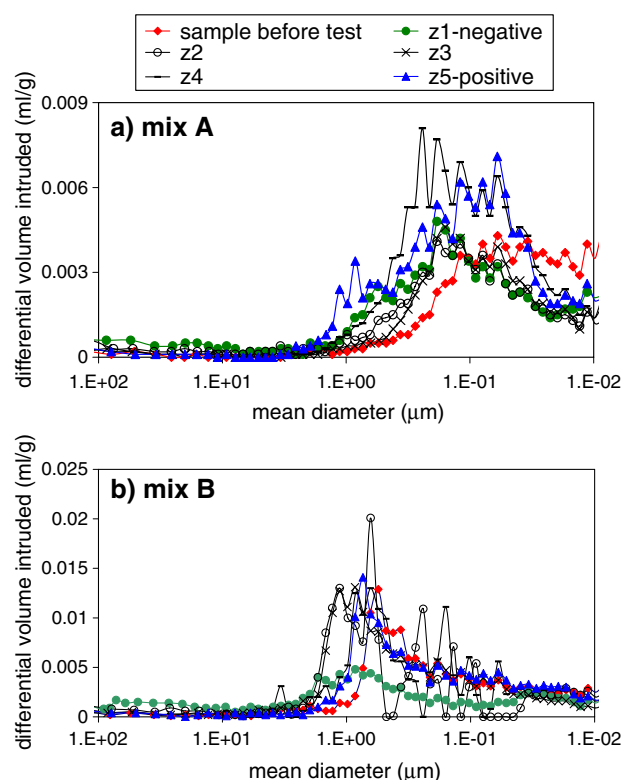 sample before test
z1-negative
z2
z3
z4
z5-positive
0.009
a) mix A
0.006
0.003
0
differential volume intruded (ml/g)
1.E+02
1.E+01
1.E+00
1.E-01
1.E-02
mean diameter (µm)
0.025
b) mix B
0.02
0.015
0.01
0.005
0
differential volume intruded (ml/g)
1.E+02
1.E+01
1.E+00
1.E-01
1.E-02
mean diameter (µm)